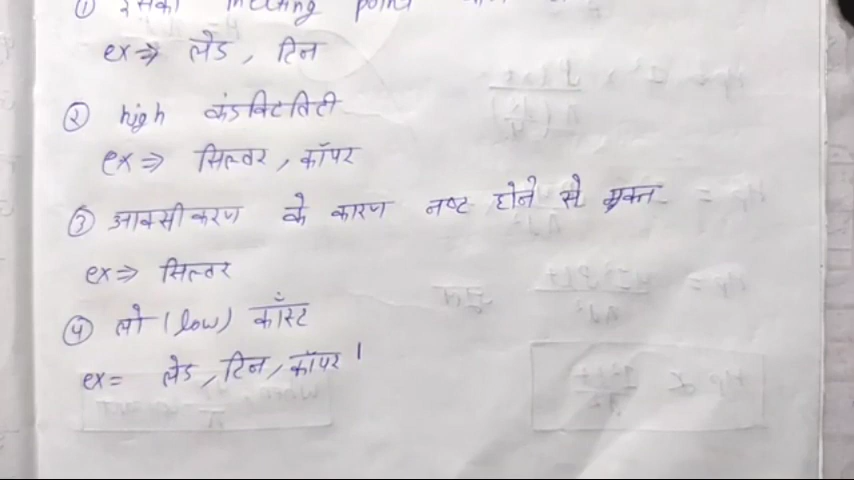 ① इसका melting point
ex ⇒ लेड, टिन
② high कंडक्टिविटी
ex ⇒ सिल्वर, कॉपर
③ आक्सीकरण के कारण नष्ट होने से मुक्त
ex ⇒ सिल्वर
④ लो (low) कॉस्ट
ex = लेड, टिन, कॉपर।